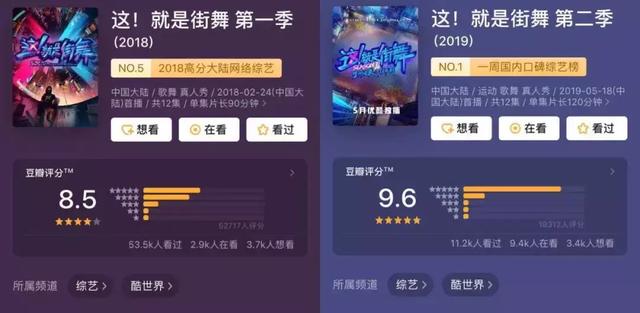 这！就是街舞 第一季
(2018)
NO.5 2018高分大陆网络综艺
中国大陆 / 歌舞 真人秀 / 2018-02-24(中国
大陆)首播 / 共12集 / 单集片长90分钟
想看 在看 看过
豆瓣评分™
8.5
52717人评分
53.5k人看过 2.9k人在看 3.7k人想看
所属频道 综艺 酷世界
这！就是街舞 第二季
(2019)
NO.1 一周国内口碑综艺榜
中国大陆 / 运动 歌舞 真人秀 / 2019-05-18(中
国大陆)首播 / 共12集 / 单集片长120分钟
想看 在看 看过
5月优酷独播
豆瓣评分™
9.6
19312人评分
11.2k人看过 9.4k人在看 3.4k人想看
所属频道 综艺 酷世界